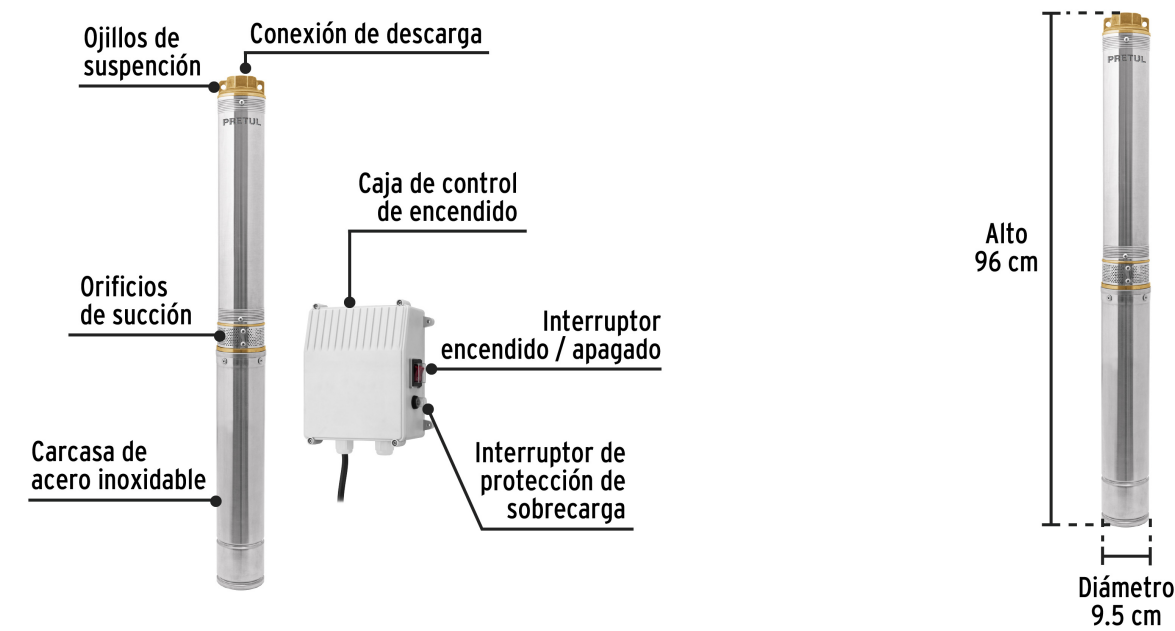 Ojillos de
suspención
Conexión de descarga
PRETUL
Caja de control
de encendido
Orificios
de succión
Interruptor
encendido / apagado
Carcasa de
acero inoxidable
Interruptor de
protección de
sobrecarga
PRETUL
Alto
96 cm
Diámetro
9.5 cm